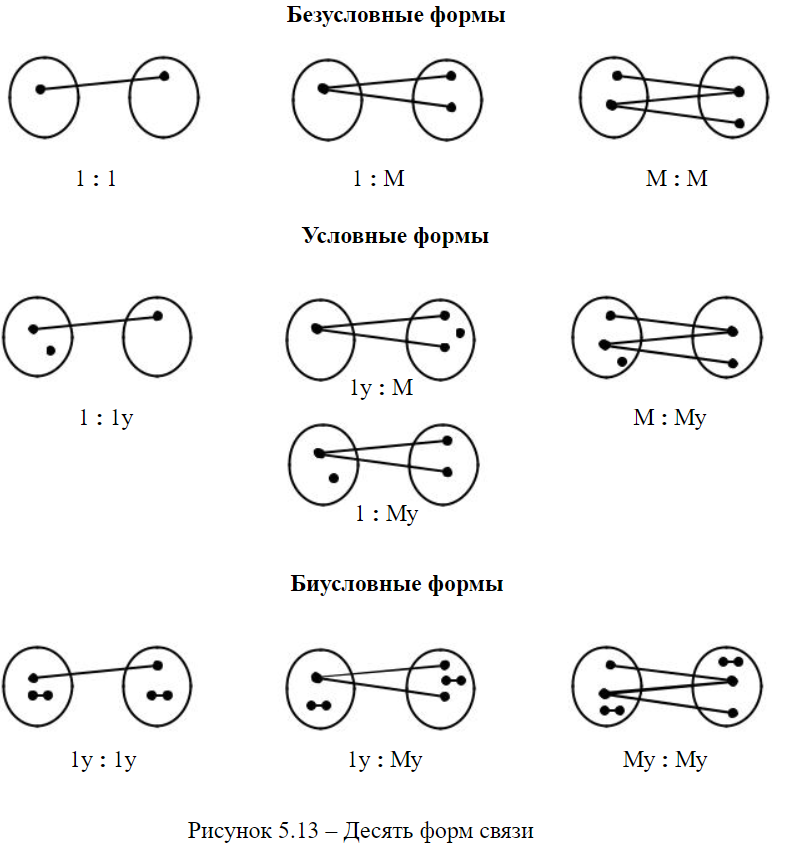 Безусловные формы
1 : 1
1 : М
М : М
Условные формы
1 : 1у
1у : М
М : Му
1 : Му
Биусловные формы
1у : 1у
1у : Му
Му : Му
Рисунок 5.13 – Десять форм связи